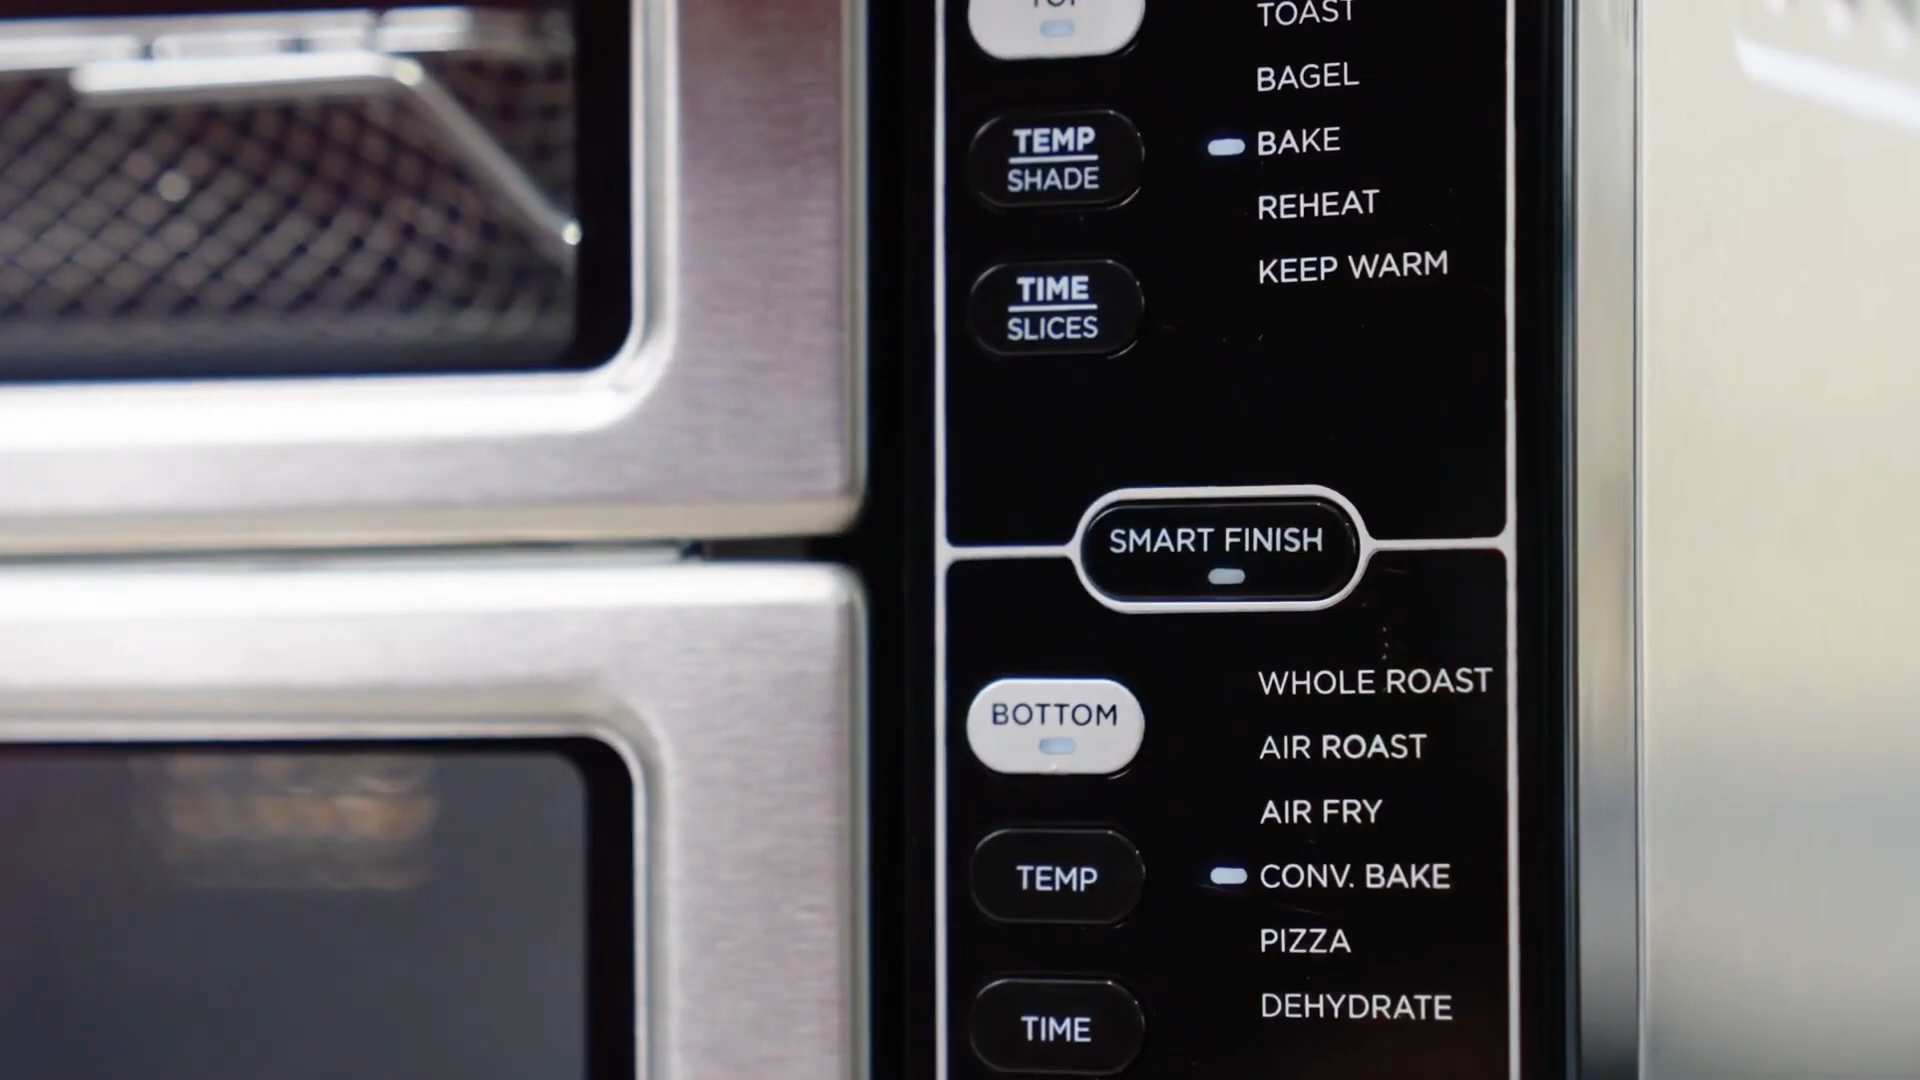 TOP
TOAST
BAGEL
TEMP
SHADE
BAKE
REHEAT
KEEP WARM
TIME
SLICES
SMART FINISH
BOTTOM
WHOLE ROAST
AIR ROAST
AIR FRY
TEMP
CONV. BAKE
PIZZA
TIME
DEHYDRATE